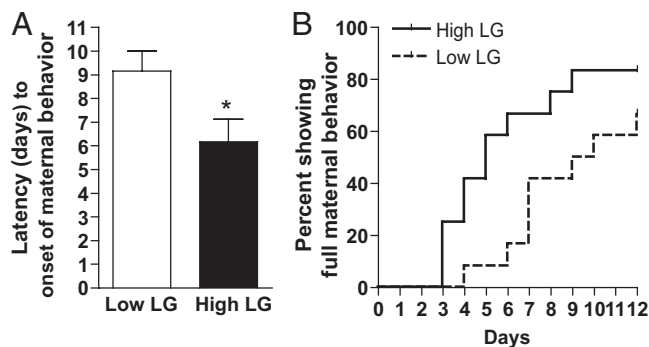 A
Latency (days) to
onset of maternal behavior
10
9
8
7
6
5
4
3
2
1
0
*
Low LG
High LG
B
Percent showing
full maternal behavior
100
80
60
40
20
0
High LG
Low LG
0 1 2 3 4 5 6 7 8 9 10 11 12
Days